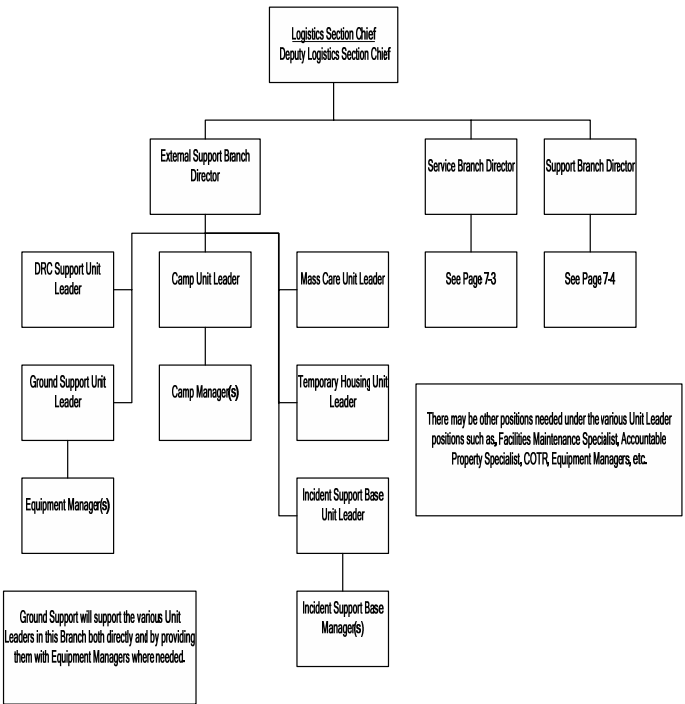 Logistics Section Chief
Deputy Logistics Section Chief
External Support Branch
Director
Service Branch Director
Support Branch Director
DRC Support Unit
Leader
Camp Unit Leader
Mass Care Unit Leader
See Page 7-3
See Page 7-4
Ground Support Unit
Leader
Camp Manager(s)
Temporary Housing Unit
Leader
There may be other positions needed under the various Unit Leader
positions such as, Facilities Maintenance Specialist, Accountable
Property Specialist, COTR, Equipment Managers, etc.
Equipment Manager(s)
Incident Support Base
Unit Leader
Ground Support will support the various Unit
Leaders in this Branch both directly and by providing
them with Equipment Managers where needed.
Incident Support Base
Manager(s)